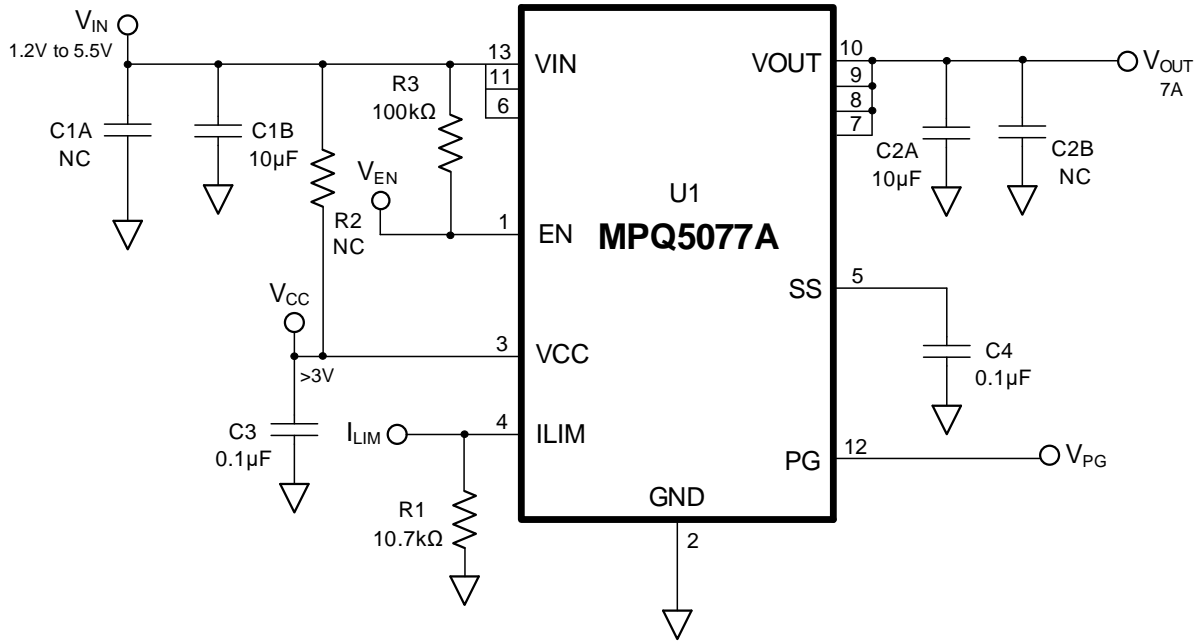 VIN
1.2V to 5.5V
C1A
NC
C1B
10µF
R2
NC
R3
100kΩ
VEN
VCC
>3V
C3
0.1µF
ILIM
R1
10.7kΩ
13
11
6
1
3
4
VIN
EN
VCC
ILIM
GND
2
U1
MPQ5077A
VOUT
SS
PG
10
9
8
7
5
12
VOUT
7A
C2A
10µF
C2B
NC
C4
0.1µF
VPG